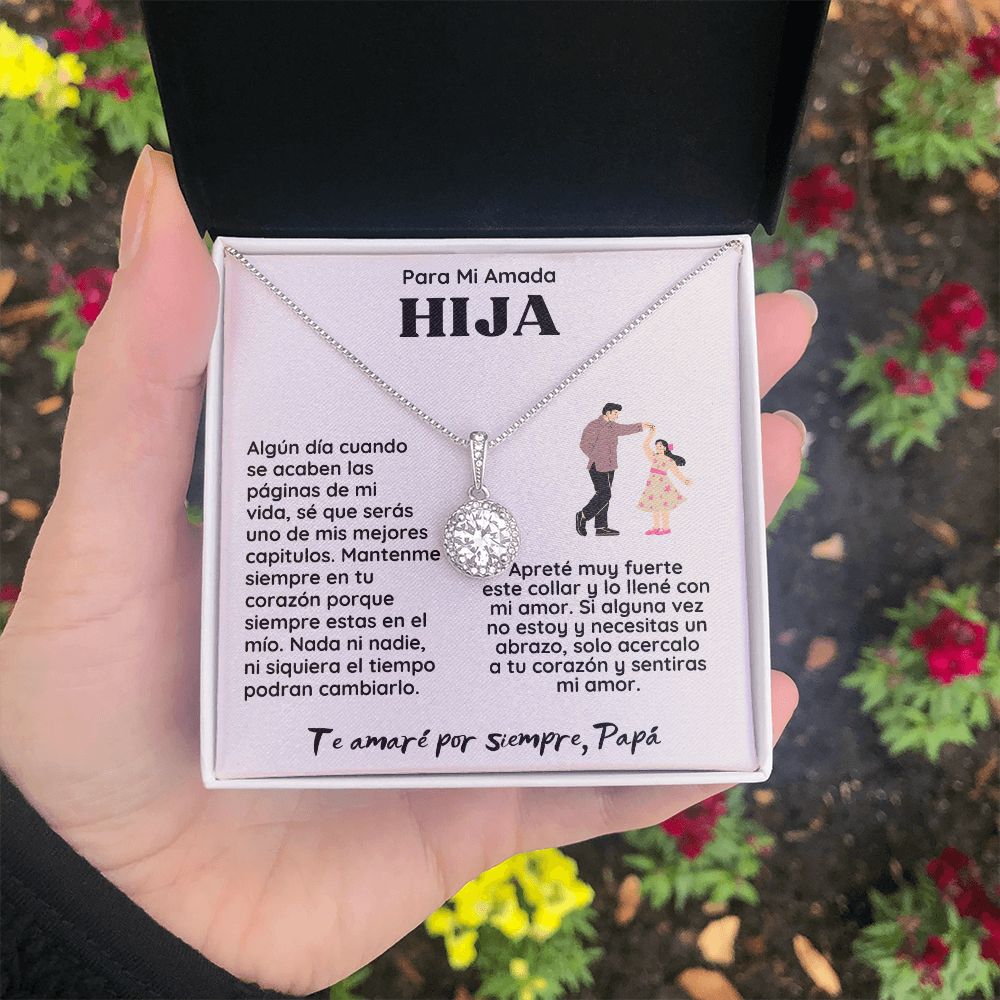 Para Mi Amada
HIJA
Algún día cuando
se acaben las
páginas de mi
vida, sé que serás
uno de mis mejores
capitulos. Mantenme
siempre en tu
corazón porque
siempre estas en el
mío. Nada ni nadie,
ni siquiera el tiempo
podran cambiarlo.
Apreté muy fuerte
este collar y lo llené con
mi amor. Si alguna vez
no estoy y necesitas un
abrazo, solo acercalo
a tu corazón y sentiras
mi amor.
Te amaré por siempre, Papá